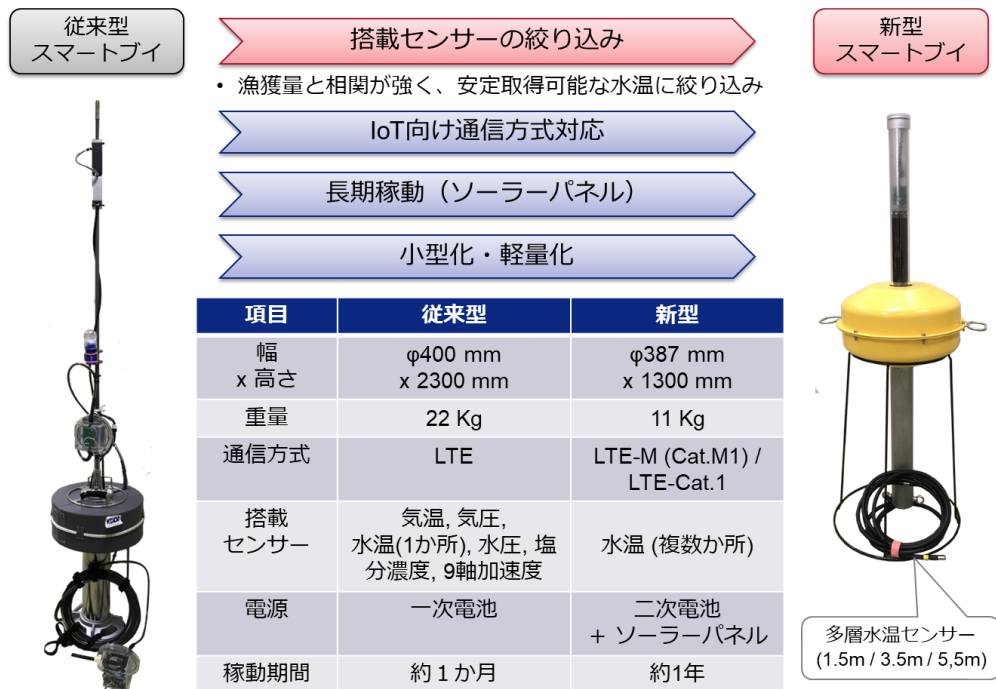 従来型
スマートブイ
搭載センサーの絞り込み
新型
スマートブイ
• 漁獲量と相関が強く、安定取得可能な水温に絞り込み
IoT向け通信方式対応
長期稼動（ソーラーパネル）
小型化・軽量化
項目 従来型 新型
幅
x 高さ
φ400 mm
x 2300 mm
φ387 mm
x 1300 mm
重量 22 Kg 11 Kg
通信方式 LTE
LTE-M (Cat.M1) /
LTE-Cat.1
搭載
センサー
気温, 気圧,
水温(1か所), 水圧, 塩
分濃度, 9軸加速度
水温 (複数か所)
電源 一次電池
二次電池
+ ソーラーパネル
稼動期間 約１か月 約1年
KDDI
多層水温センサー
(1.5m / 3.5m / 5,5m)